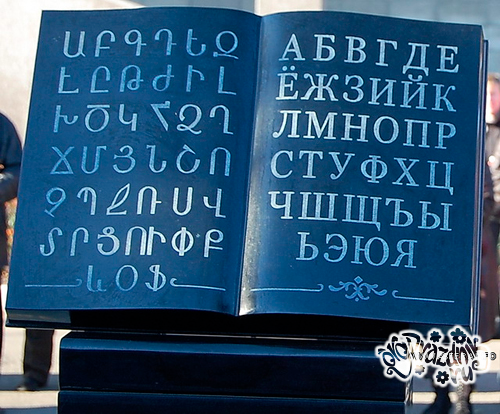 ԱԲԳԴԵԶ
ԷԸԹԺԻԼ
ԽԾԿՀՁՂ
ՃՄՅՆՇՈ
ՉՊՋՌՍՎ
ՏՐՑՈՒՓՔ
ևՕՖ
АБВГДЕ
ЁЖЗИЙК
ЛМНОПР
СТУФХЦ
ЧШЩЪЫ
ЬЭЮЯ